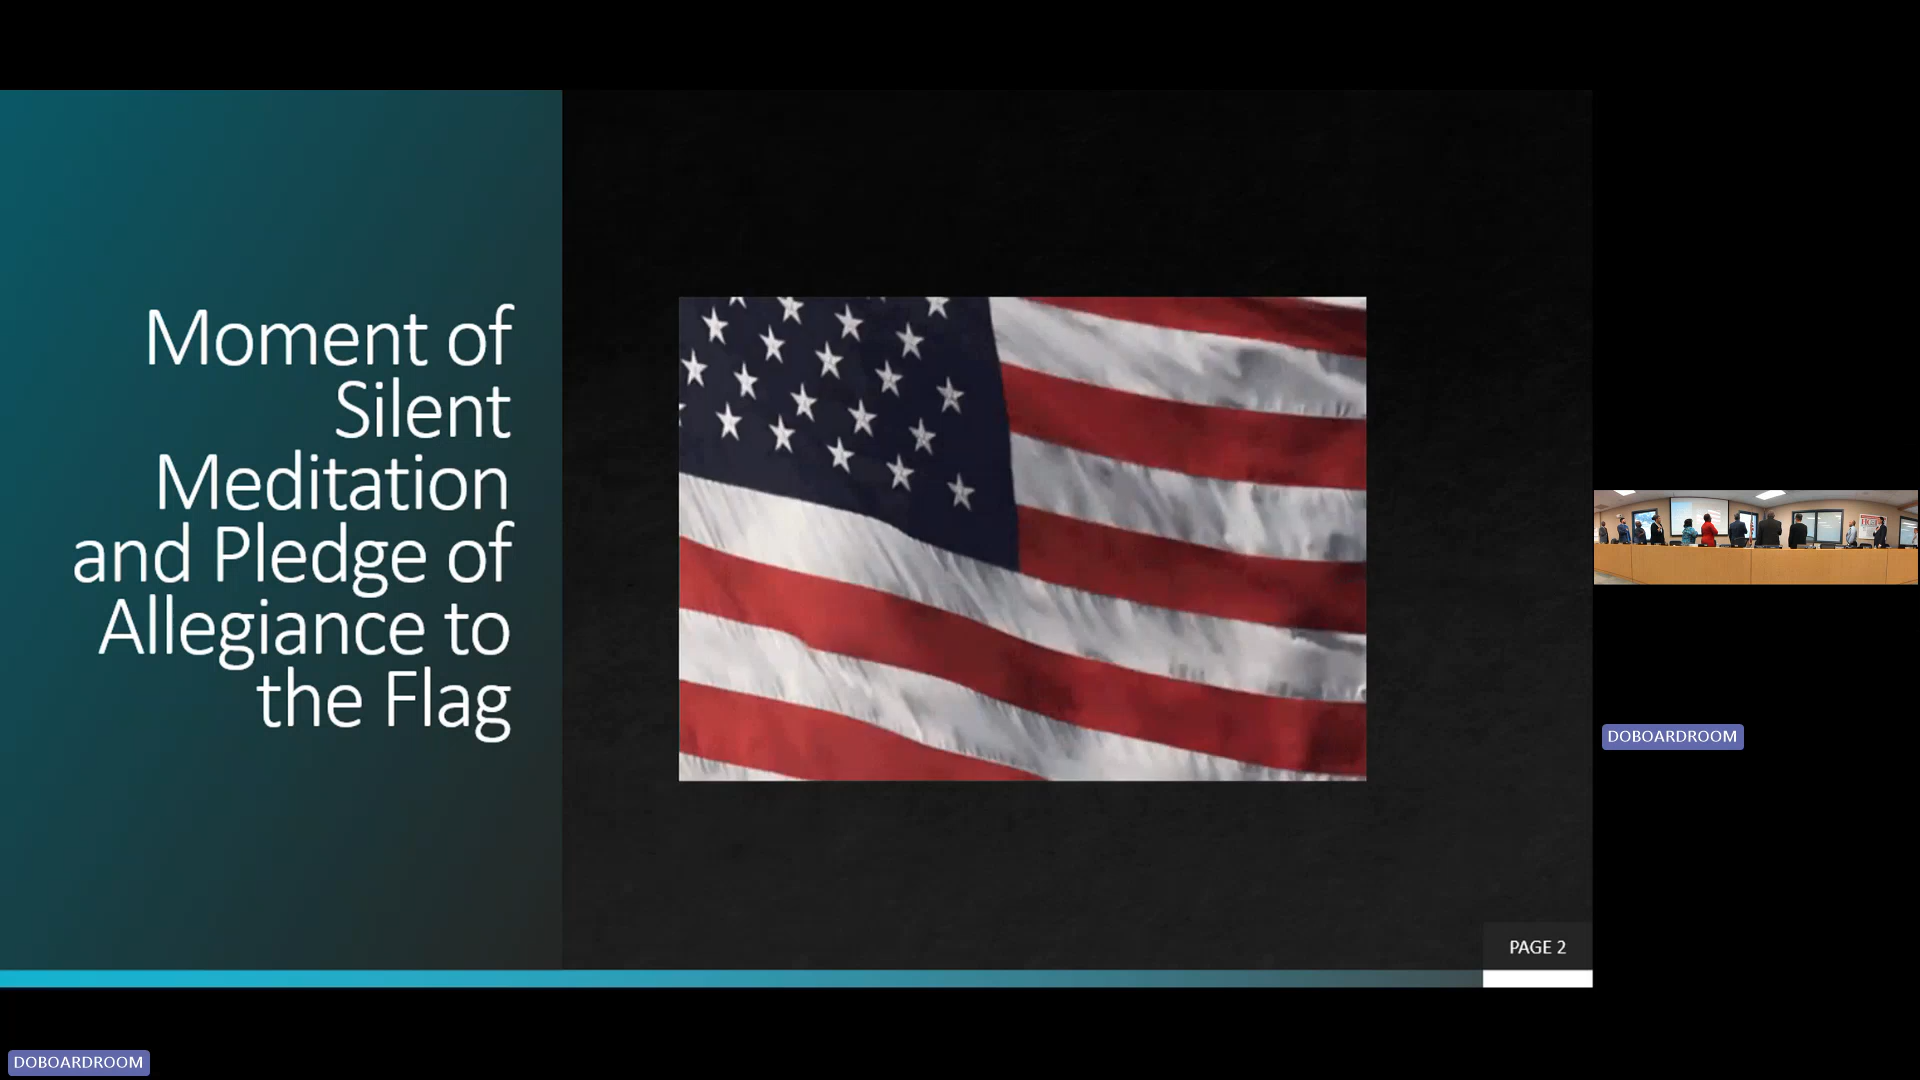 Moment of
Silent
Meditation
and Pledge of
Allegiance to
the Flag
PAGE 2
DOBOARDROOM
DOBOARDROOM